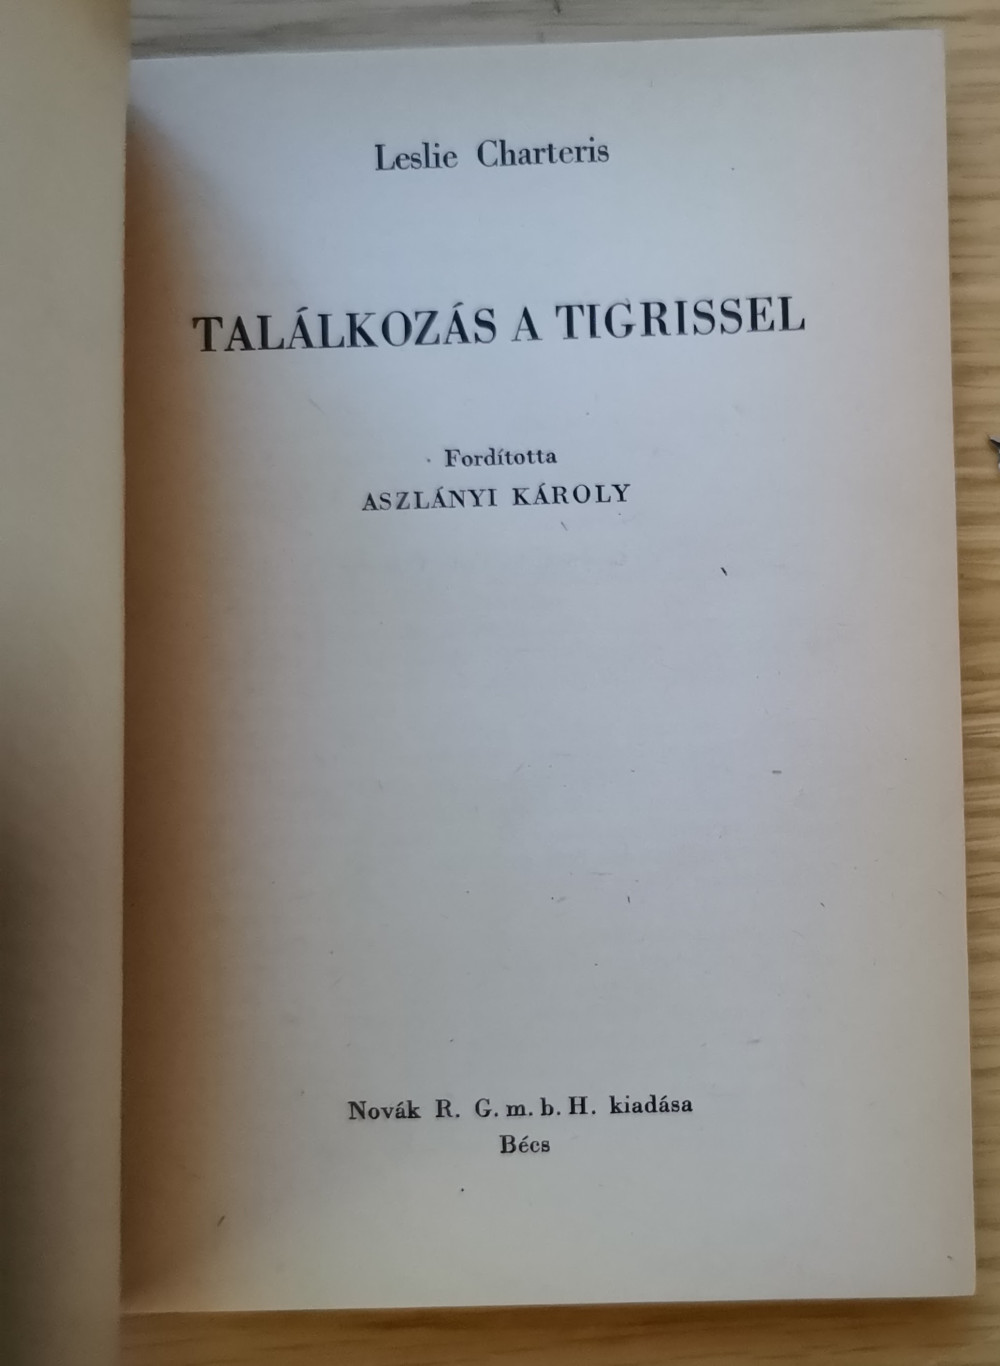 Leslie Charteris
TALÁLKOZÁS A TIGRISSEL
Fordította
ASZLÁNYI KÁROLY
Novák R. G. m. b. H. kiadása
Bécs